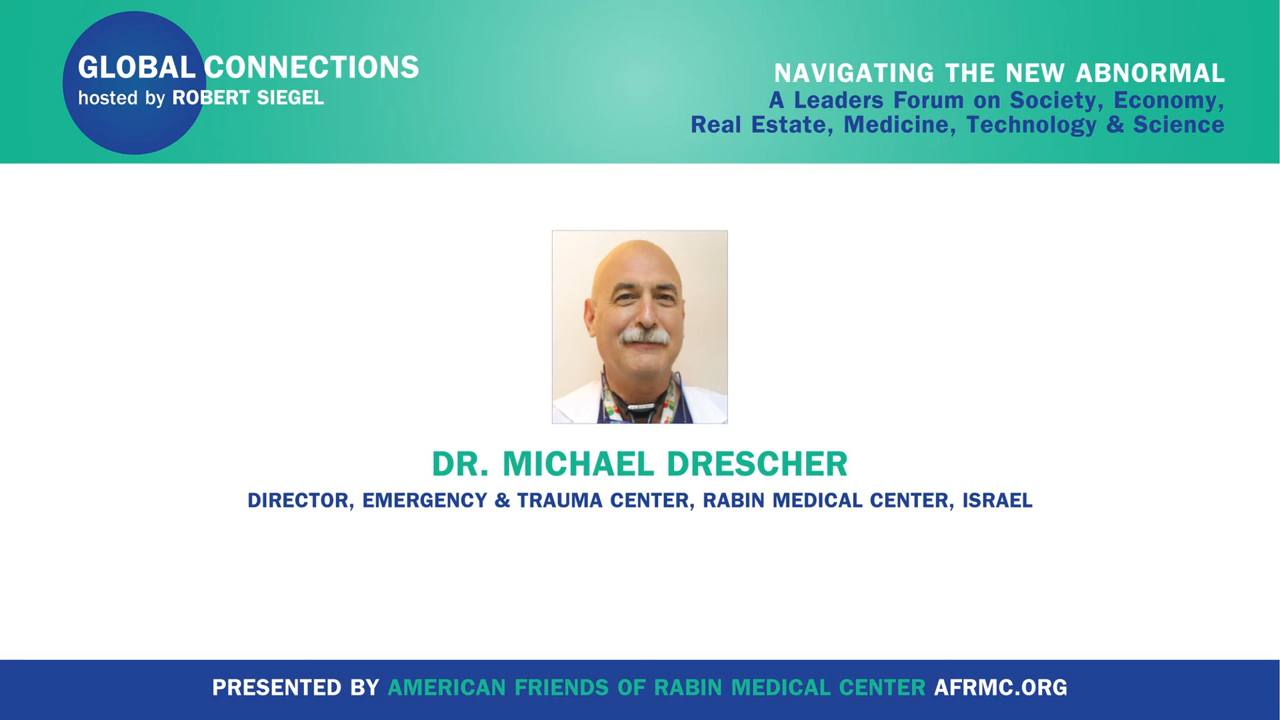 GLOBAL CONNECTIONS
hosted by ROBERT SIEGEL
NAVIGATING THE NEW ABNORMAL
A Leaders Forum on Society, Economy,
Real Estate, Medicine, Technology & Science
DR. MICHAEL DRESCHER
DIRECTOR, EMERGENCY & TRAUMA CENTER, RABIN MEDICAL CENTER, ISRAEL
PRESENTED BY AMERICAN FRIENDS OF RABIN MEDICAL CENTER AFRMC.ORG